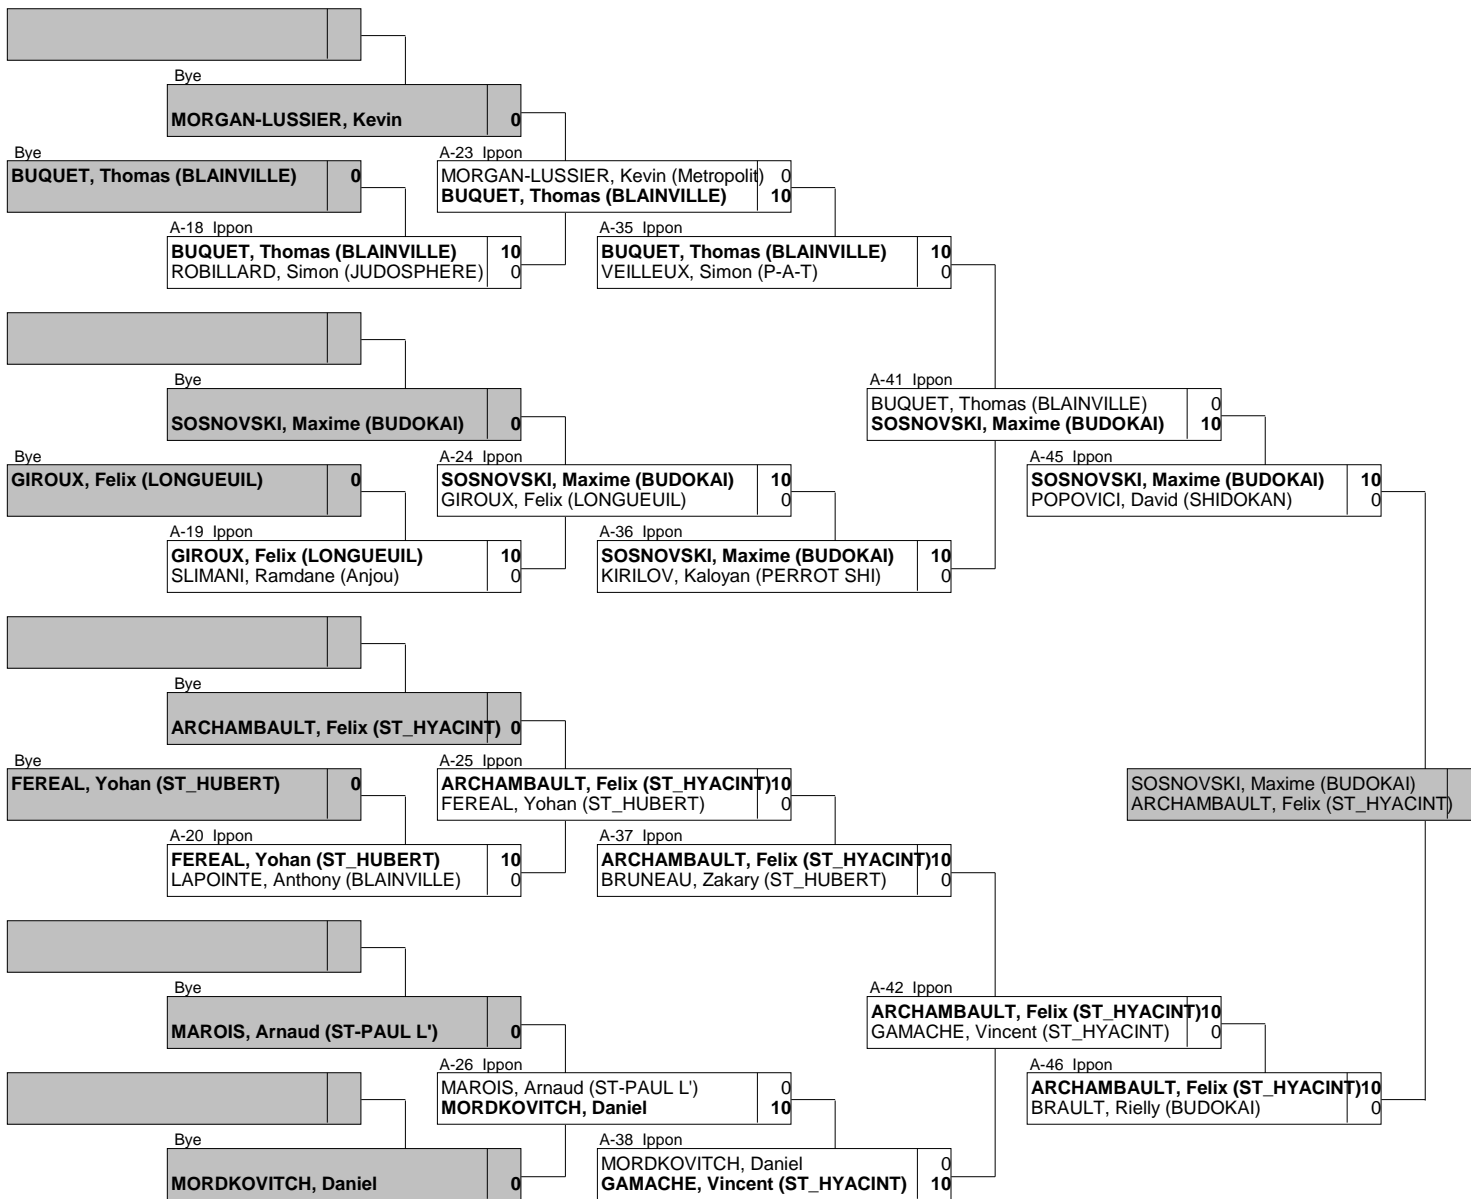 Bye
MORGAN-LUSSIER, Kevin 0
Bye
BUQUET, Thomas (BLAINVILLE) 0
A-18 Ippon
BUQUET, Thomas (BLAINVILLE) 10
ROBILLARD, Simon (JUDOSPHERE) 0
A-23 Ippon
MORGAN-LUSSIER, Kevin (Metropolit) 0
BUQUET, Thomas (BLAINVILLE) 10
A-35 Ippon
BUQUET, Thomas (BLAINVILLE) 10
VEILLEUX, Simon (P-A-T) 0
Bye
SOSNOVSKI, Maxime (BUDOKAI) 0
Bye
GIROUX, Felix (LONGUEUIL) 0
A-19 Ippon
GIROUX, Felix (LONGUEUIL) 10
SLIMANI, Ramdane (Anjou) 0
A-24 Ippon
SOSNOVSKI, Maxime (BUDOKAI) 10
GIROUX, Felix (LONGUEUIL) 0
A-36 Ippon
SOSNOVSKI, Maxime (BUDOKAI) 10
KIRILOV, Kaloyan (PERROT SHI) 0
A-41 Ippon
BUQUET, Thomas (BLAINVILLE) 0
SOSNOVSKI, Maxime (BUDOKAI) 10
A-45 Ippon
SOSNOVSKI, Maxime (BUDOKAI) 10
POPOVICI, David (SHIDOKAN) 0
Bye
ARCHAMBAULT, Felix (ST_HYACINT) 0
Bye
FEREAL, Yohan (ST_HUBERT) 0
A-20 Ippon
FEREAL, Yohan (ST_HUBERT) 10
LAPOINTE, Anthony (BLAINVILLE) 0
A-25 Ippon
ARCHAMBAULT, Felix (ST_HYACINT) 10
FEREAL, Yohan (ST_HUBERT) 0
A-37 Ippon
ARCHAMBAULT, Felix (ST_HYACINT) 10
BRUNEAU, Zakary (ST_HUBERT) 0
SOSNOVSKI, Maxime (BUDOKAI)
ARCHAMBAULT, Felix (ST_HYACINT)
Bye
MAROIS, Arnaud (ST-PAUL L') 0
Bye
MORDKOVITCH, Daniel 0
A-26 Ippon
MAROIS, Arnaud (ST-PAUL L') 0
MORDKOVITCH, Daniel 10
A-38 Ippon
MORDKOVITCH, Daniel 0
GAMACHE, Vincent (ST_HYACINT) 10
A-42 Ippon
ARCHAMBAULT, Felix (ST_HYACINT) 10
GAMACHE, Vincent (ST_HYACINT) 0
A-46 Ippon
ARCHAMBAULT, Felix (ST_HYACINT) 10
BRAULT, Rielly (BUDOKAI) 0